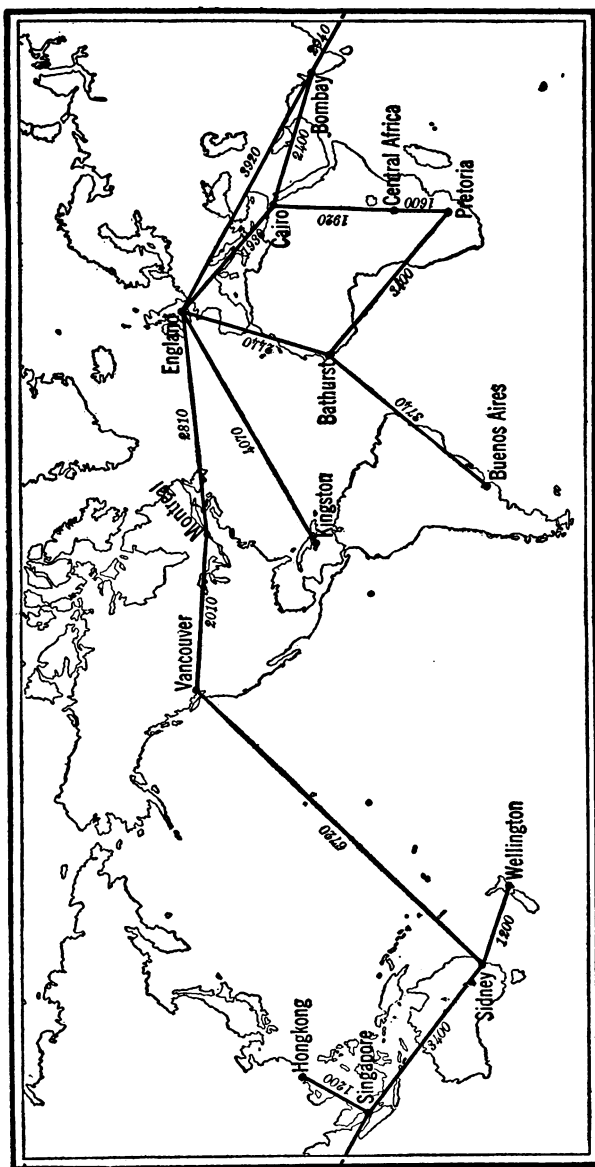 Hongkong
1200
Singapore
3400
Sidney
1200
Wellington
6720
Vancouver
2010
Montreal
2810
England
4070
Kingston
2440
Bathurst
3740
Buenos Aires
3400
Pretoria
1600
Central Africa
1920
Cairo
3920
2400
Bombay